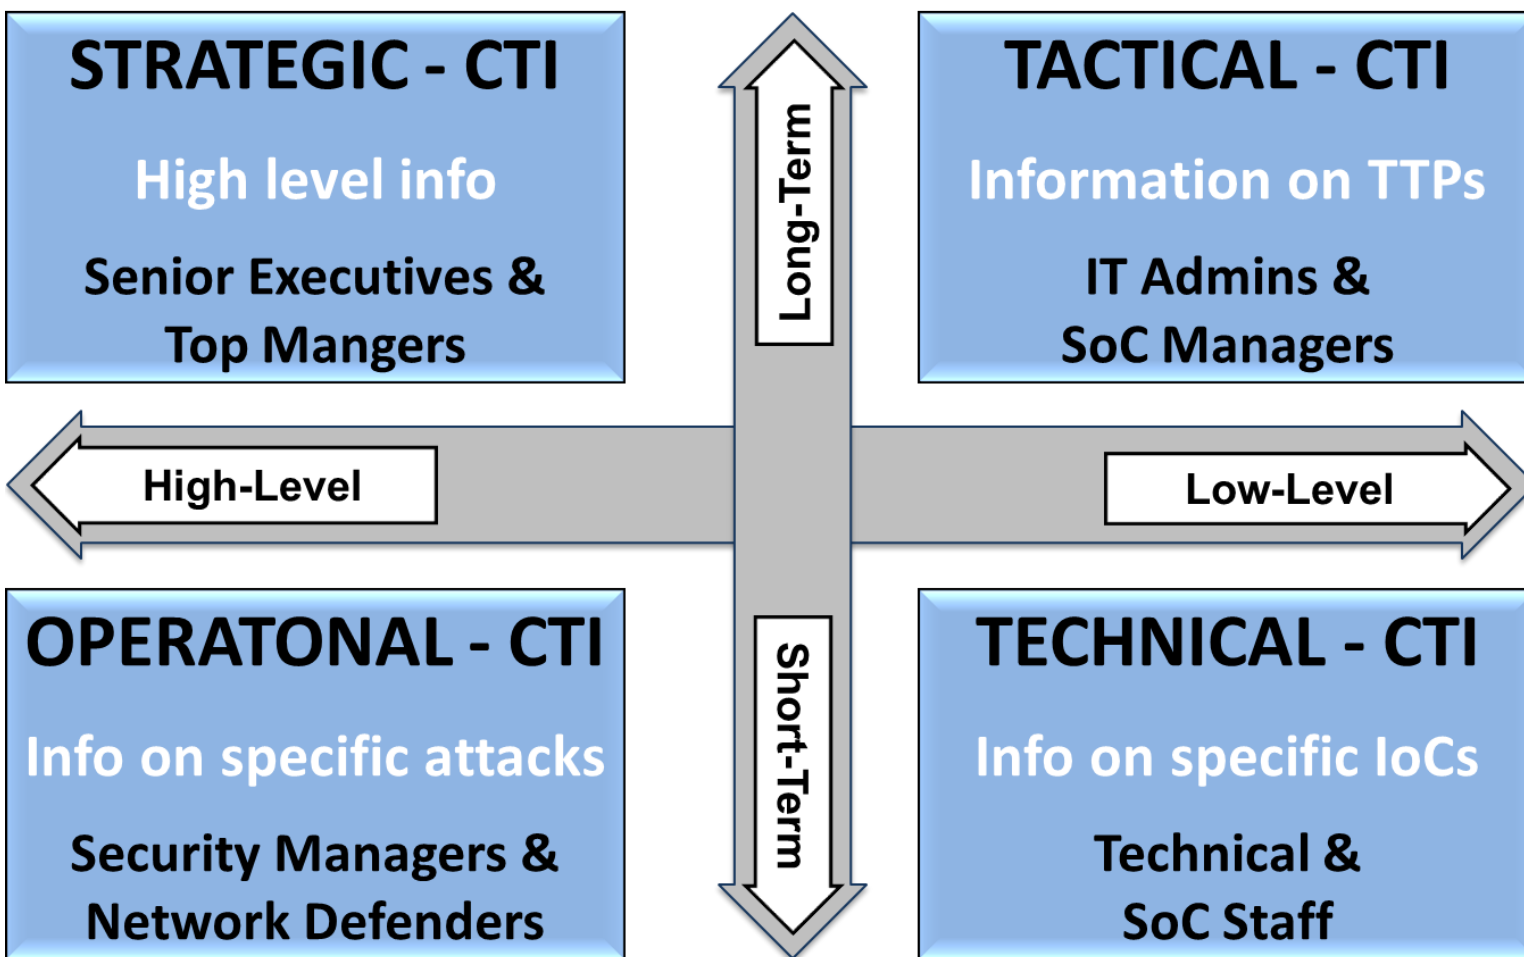 STRATEGIC - CTI
High level info
Senior Executives &
Top Mangers
Long-Term
TACTICAL - CTI
Information on TTPs
IT Admins &
SoC Managers
High-Level
Low-Level
OPERATONAL - CTI
Info on specific attacks
Security Managers &
Network Defenders
Short-Term
TECHNICAL - CTI
Info on specific IoCs
Technical &
SoC Staff